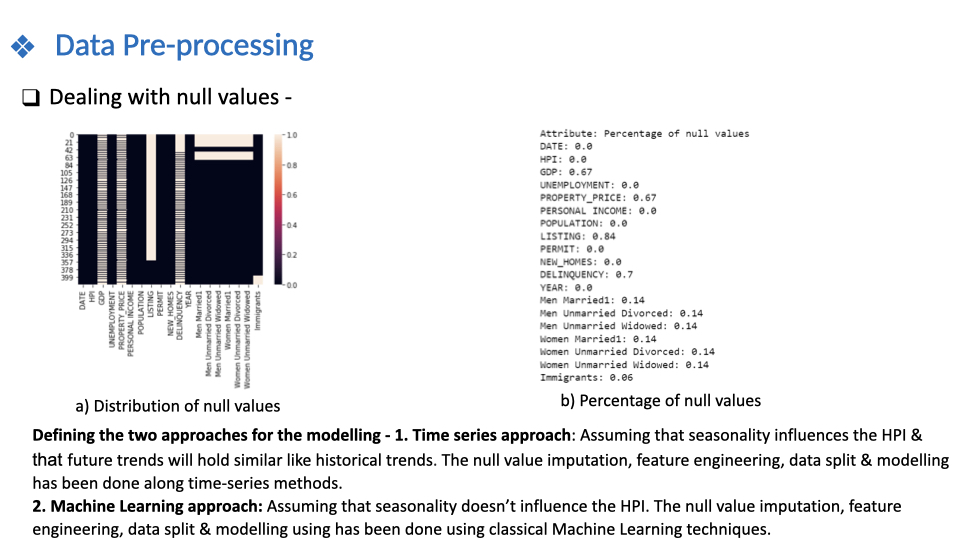 ❖ Data Pre-processing
❑ Dealing with null values -
0
21
42
63
84
105
126
147
168
189
210
231
252
273
294
315
336
357
378
399
1.0
0.8
0.6
0.4
0.2
0.0
DATE
HPI
GDP
UNEMPLOYMENT
PROPERTY_PRICE
PERSONAL INCOME
POPULATION
LISTING
PERMIT
NEW_HOMES
DELINQUENCY
YEAR
Men Married1
Men Unmarried Divorced
Men Unmarried Widowed
Women Married1
Women Unmarried Divorced
Women Unmarried Widowed
Immigrants
a) Distribution of null values
Attribute: Percentage of null values
DATE: 0.0
HPI: 0.0
GDP: 0.67
UNEMPLOYMENT: 0.0
PROPERTY_PRICE: 0.67
PERSONAL INCOME: 0.0
POPULATION: 0.0
LISTING: 0.84
PERMIT: 0.0
NEW_HOMES: 0.0
DELINQUENCY: 0.7
YEAR: 0.0
Men Married1: 0.14
Men Unmarried Divorced: 0.14
Men Unmarried Widowed: 0.14
Women Married1: 0.14
Women Unmarried Divorced: 0.14
Women Unmarried Widowed: 0.14
Immigrants: 0.06
b) Percentage of null values
Defining the two approaches for the modelling - 1. Time series approach: Assuming that seasonality influences the HPI &
that future trends will hold similar like historical trends. The null value imputation, feature engineering, data split & modelling
has been done along time-series methods.
2. Machine Learning approach: Assuming that seasonality doesn't influence the HPI. The null value imputation, feature
engineering, data split & modelling using has been done using classical Machine Learning techniques.